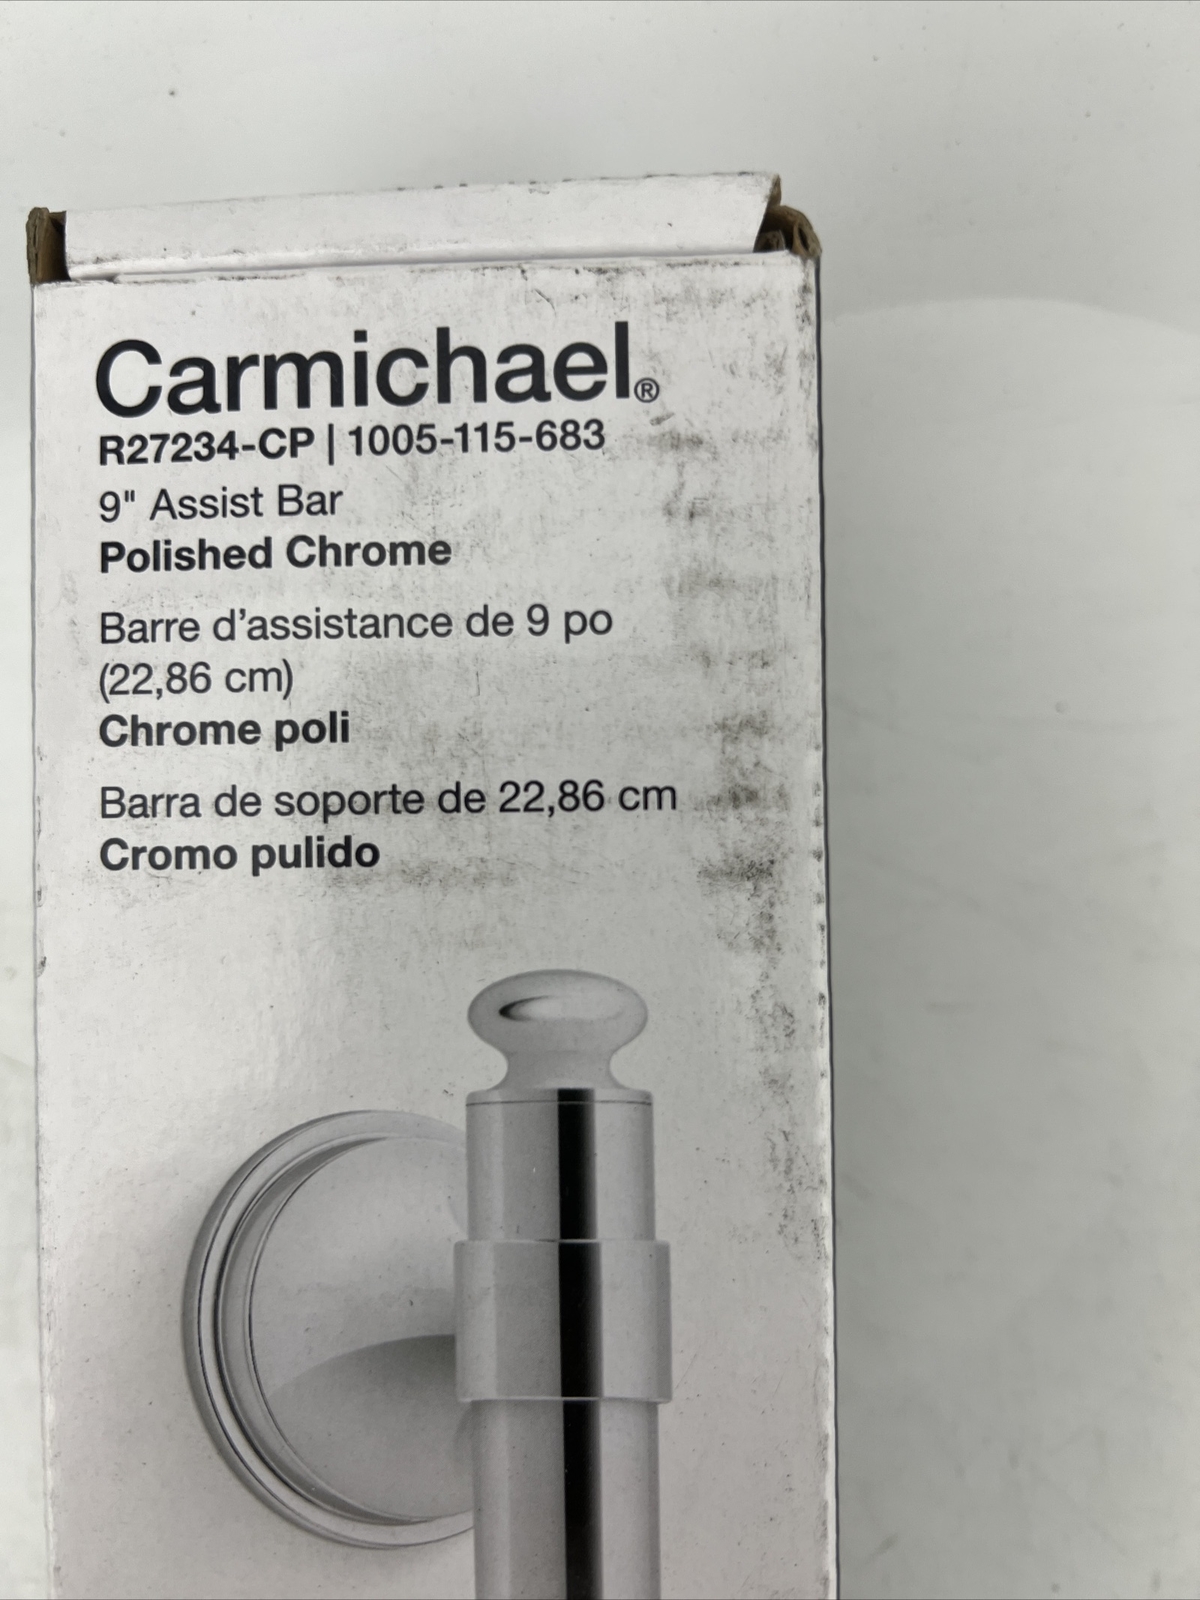 Carmichael®
R27234-CP | 1005-115-683
9" Assist Bar
Polished Chrome
Barre d’assistance de 9 po
(22,86 cm)
Chrome poli
Barra de soporte de 22,86 cm
Cromo pulido